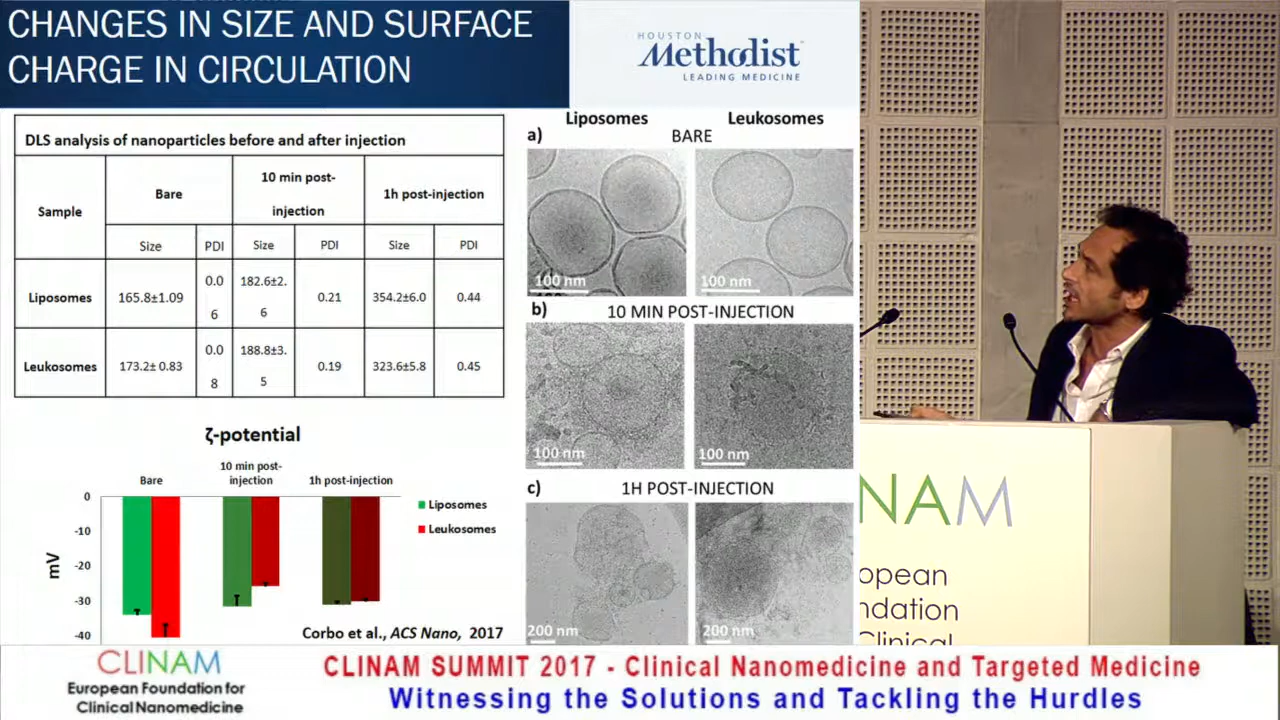 CHANGES IN SIZE AND SURFACE
CHARGE IN CIRCULATION
HOUSTON
Methodist
LEADING MEDICINE
DLS analysis of nanoparticles before and after injection
Sample
Bare
10 min post-
injection
1h post-injection
Size
PDI
Size
PDI
Size
PDI
Liposomes
165.8±1.09
0.0
6
182.6±2.
6
0.21
354.2±6.0
0.44
Leukosomes
173.2± 0.83
0.0
8
188.8±3.
5
0.19
323.6±5.8
0.45
ζ-potential
Bare
10 min post-
injection
1h post-injection
0
-10
-20
-30
-40
mV
Liposomes
Leukosomes
Corbo et al., ACS Nano, 2017
Liposomes
Leukosomes
a)
BARE
100 nm
100 nm
b)
10 MIN POST-INJECTION
100 nm
100 nm
c)
1H POST-INJECTION
200 nm
200 nm
NAM
opean
ndation
Clinical
CLINAM
European Foundation for
Clinical Nanomedicine
CLINAM SUMMIT 2017 - Clinical Nanomedicine and Targeted Medicine
Witnessing the Solutions and Tackling the Hurdles